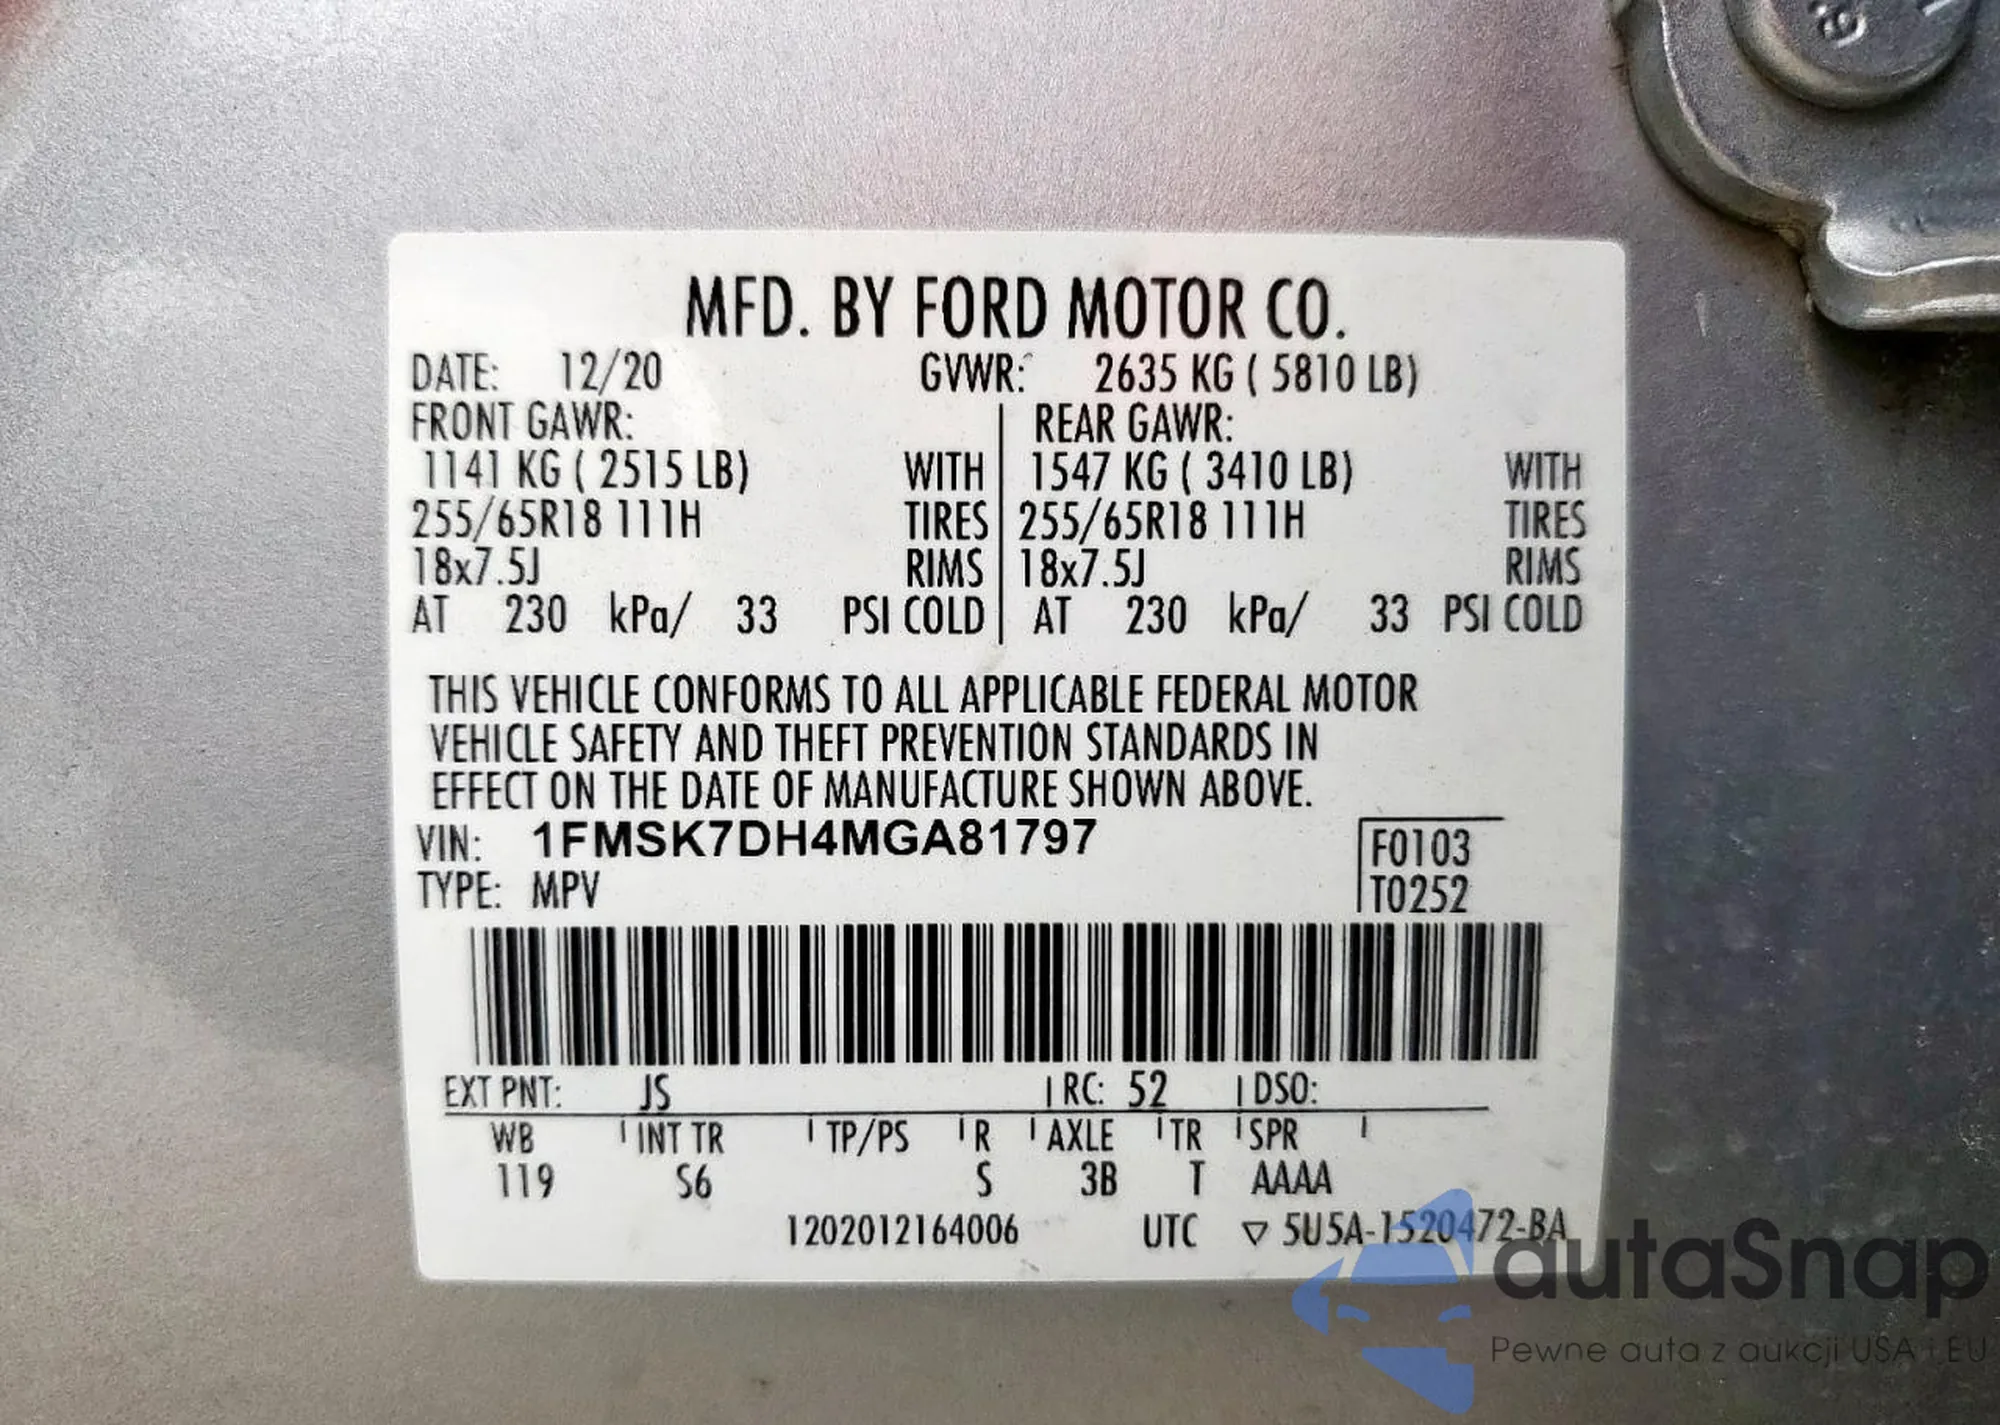 MFD. BY FORD MOTOR CO.
DATE: 12/20 GVWR: 2635 KG ( 5810 LB)
FRONT GAWR: REAR GAWR:
1141 KG ( 2515 LB) WITH 1547 KG ( 3410 LB) WITH
255/65R18 111H TIRES 255/65R18 111H TIRES
18x7.5J RIMS 18x7.5J RIMS
AT 230 kPa/ 33 PSI COLD AT 230 kPa/ 33 PSI COLD
THIS VEHICLE CONFORMS TO ALL APPLICABLE FEDERAL MOTOR
VEHICLE SAFETY AND THEFT PREVENTION STANDARDS IN
EFFECT ON THE DATE OF MANUFACTURE SHOWN ABOVE.
VIN: 1FMSK7DH4MGA81797 F0103
TYPE: MPV T0252
EXT PNT: JS RC: 52 DSO:
WB INT TR TP/PS R AXLE TR SPR
119 S6 S 3B T AAAA
1202012164006 UTC ▽ 5U5A-1520472-BA
autaSnap
Pewne auta z aukcji USA i EU